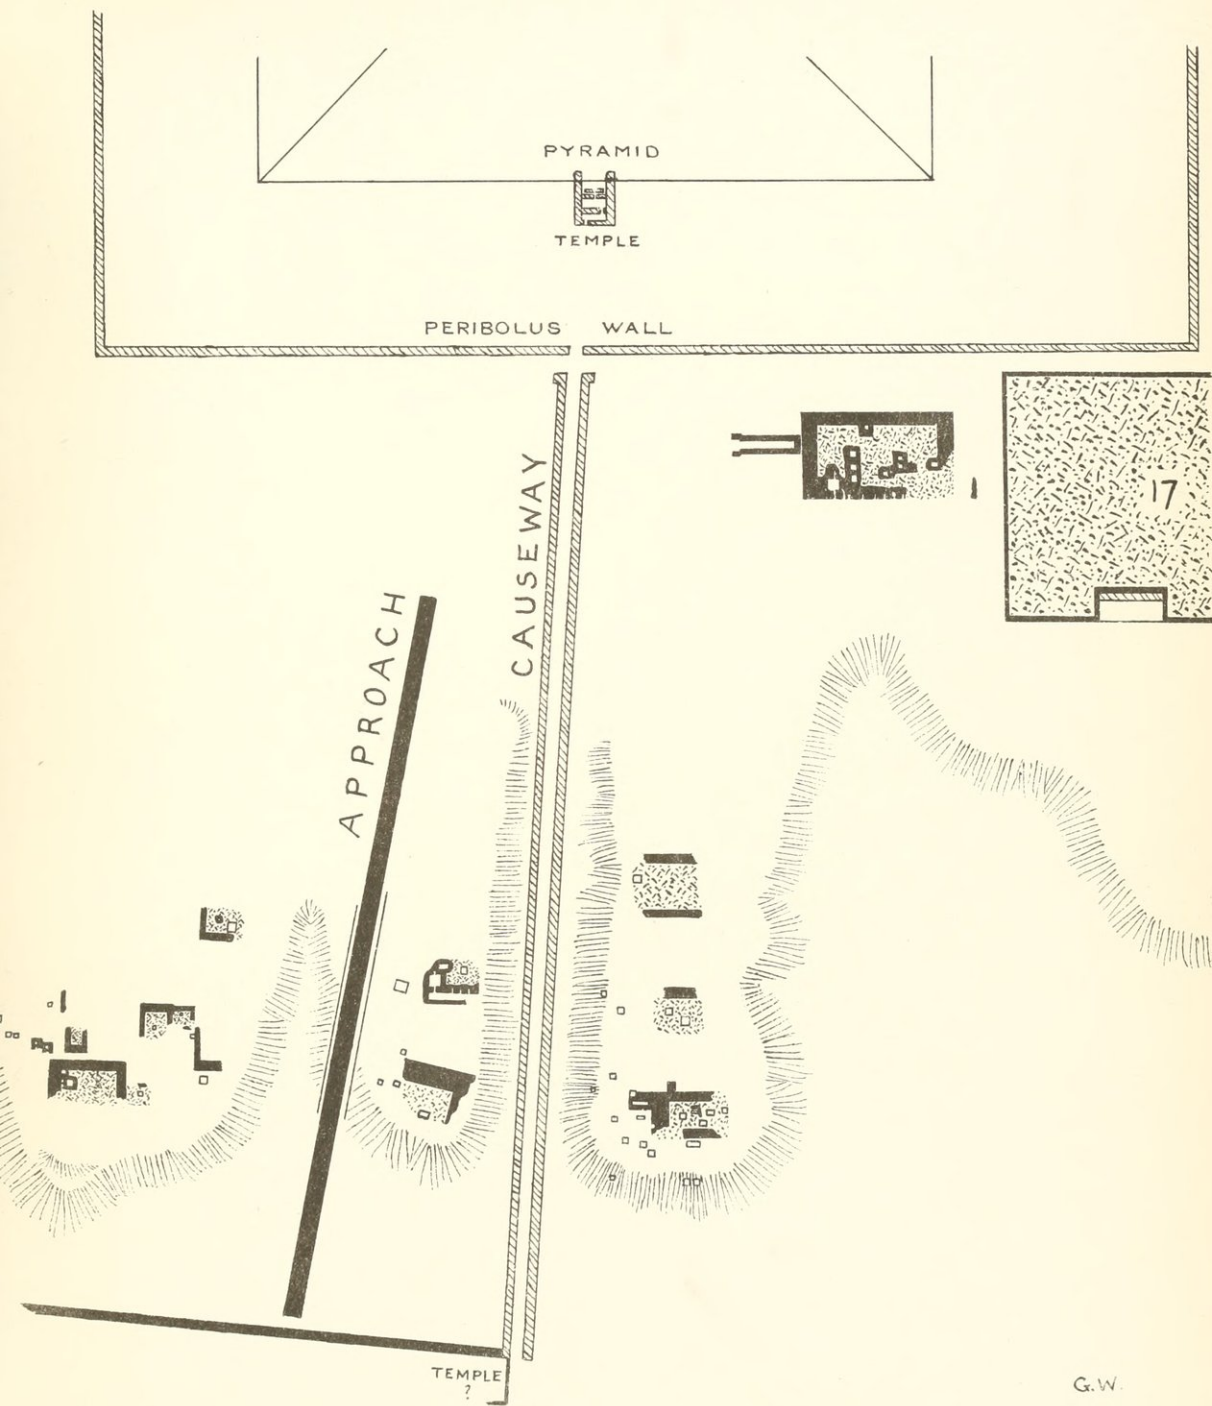 PYRAMID
TEMPLE
PERIBOLUS WALL
CAUSEWAY
17
APPROACH
TEMPLE
?
G.W.